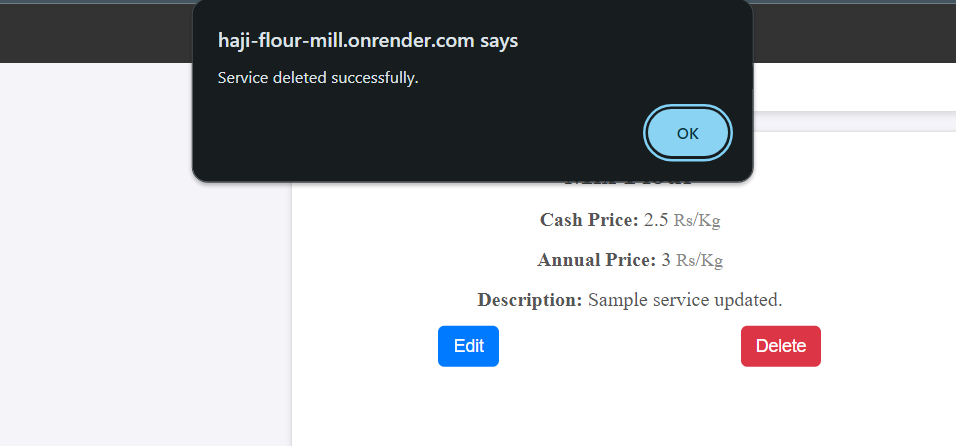 haji-flour-mill.onrender.com says
Service deleted successfully.
OK
Cash Price: 2.5 Rs/Kg
Annual Price: 3 Rs/Kg
Description: Sample service updated.
Edit
Delete